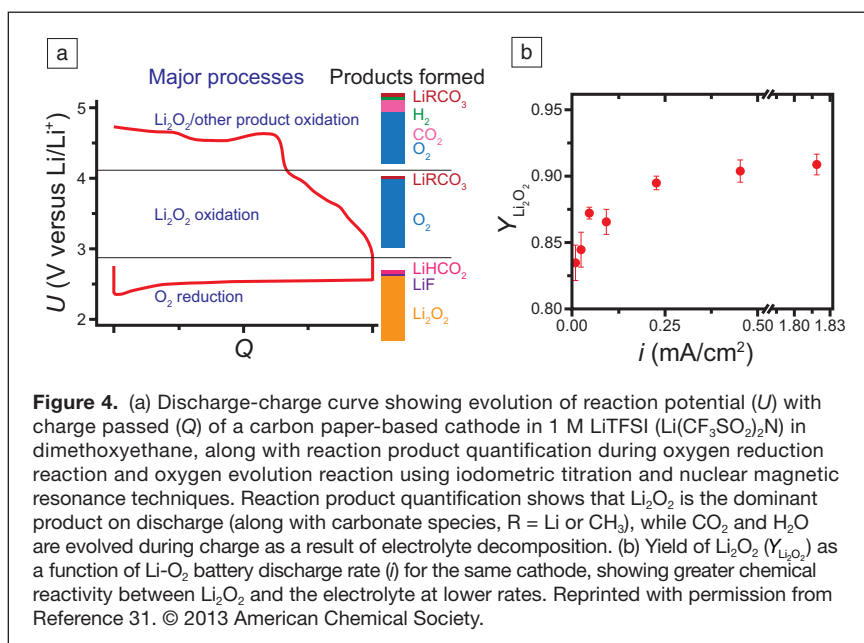 a
Major processes
Products formed
U (V versus Li/Li⁺)
5
4
3
2
Li₂O₂/other product oxidation
Li₂O₂ oxidation
O₂ reduction
LiRCO₃
H₂
CO₂
O₂
LiRCO₃
O₂
LiHCO₂
LiF
Li₂O₂
Q
b
Y_Li₂O₂
0.95
0.90
0.85
0.80
0.00
0.25
0.50
1.80
1.83
i (mA/cm²)
Figure 4. (a) Discharge-charge curve showing evolution of reaction potential (U) with
charge passed (Q) of a carbon paper-based cathode in 1 M LiTFSI (Li(CF₃SO₂)₂N) in
dimethoxyethane, along with reaction product quantification during oxygen reduction
reaction and oxygen evolution reaction using iodometric titration and nuclear magnetic
resonance techniques. Reaction product quantification shows that Li₂O₂ is the dominant
product on discharge (along with carbonate species, R = Li or CH₃), while CO₂ and H₂O
are evolved during charge as a result of electrolyte decomposition. (b) Yield of Li₂O₂ (Y_Li₂O₂) as
a function of Li-O₂ battery discharge rate (i) for the same cathode, showing greater chemical
reactivity between Li₂O₂ and the electrolyte at lower rates. Reprinted with permission from
Reference 31. © 2013 American Chemical Society.